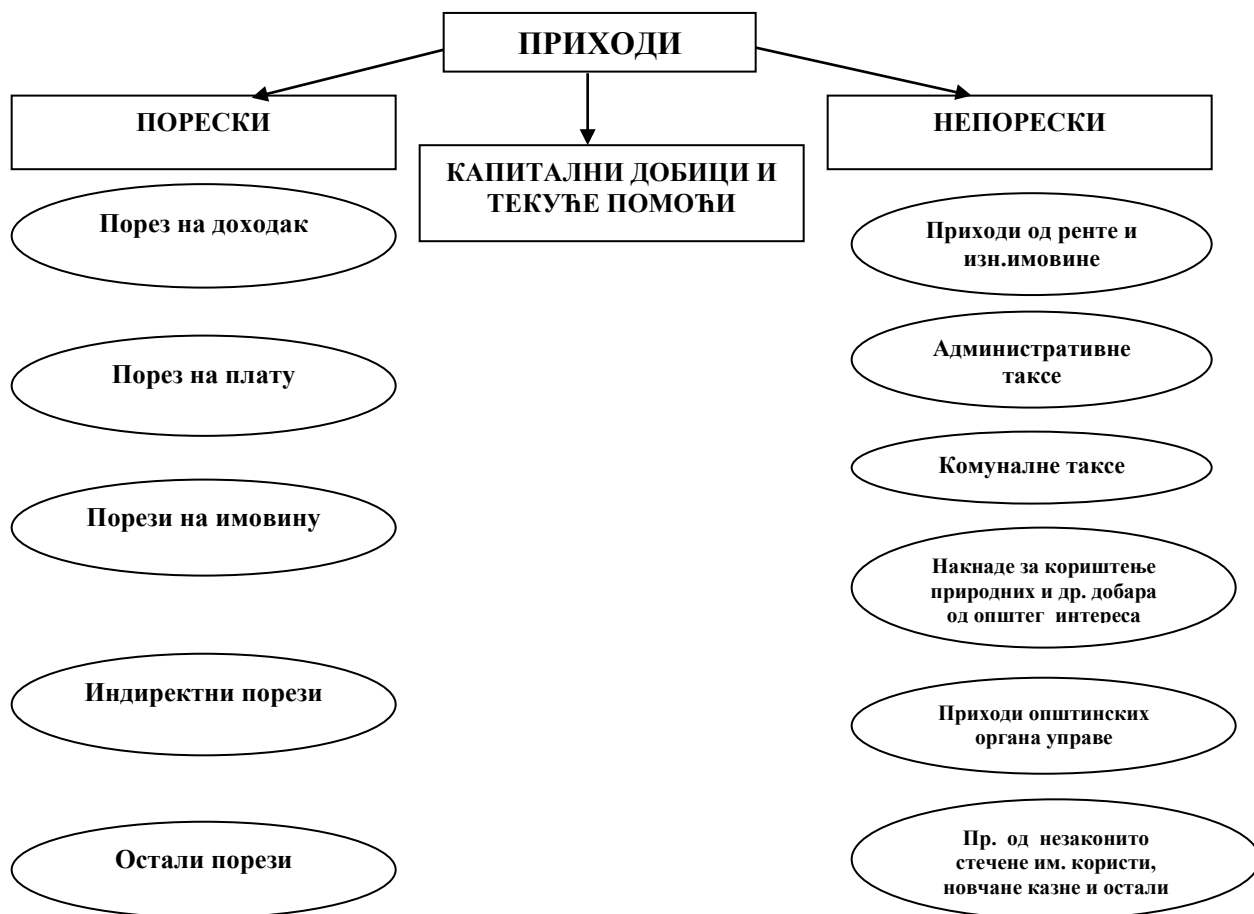 ПРИХОДИ
ПОРЕСКИ
КАПИТАЛНИ ДОБИЦИ И
ТЕКУЋЕ ПОМОЋИ
НЕПОРЕСКИ
Порез на доходак
Порез на плату
Порези на имовину
Индиректни порези
Остали порези
Приходи од ренте и
изн.имовине
Административне
таксе
Комуналне таксе
Накнаде за кориштење
природних и др. добара
од општег интереса
Приходи општинских
органа управе
Пр. од незаконито
стечене им. користи,
новчане казне и остали